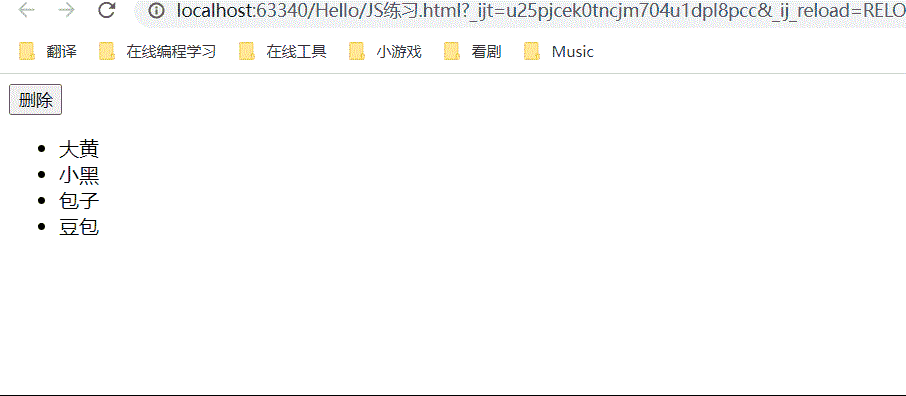 localhost:63340/Hello/JS练习.html?_ijt=u25pjcek0tncjm704u1dpl8pcc&_ij_reload=RELO
翻译 在线编程学习 在线工具 小游戏 看剧 Music
删除
大黄
小黑
包子
豆包